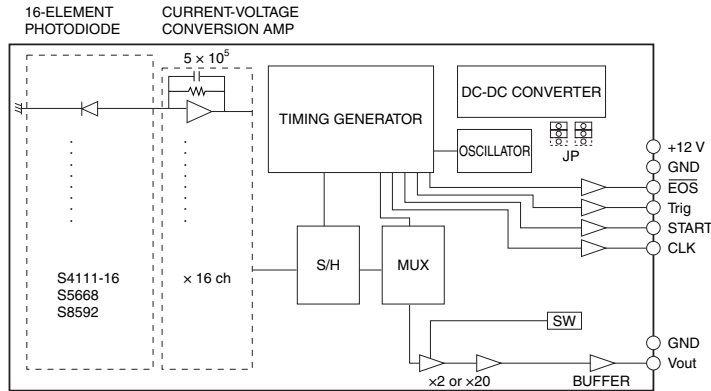 16-ELEMENT
PHOTODIODE
CURRENT-VOLTAGE
CONVERSION AMP
5 × 10⁵
TIMING GENERATOR
DC-DC CONVERTER
OSCILLATOR
JP
+12 V
GND
E̅O̅S̅
Trig
START
CLK
S4111-16
S5668
S8592
× 16 ch
S/H
MUX
SW
×2 or ×20
BUFFER
GND
Vout